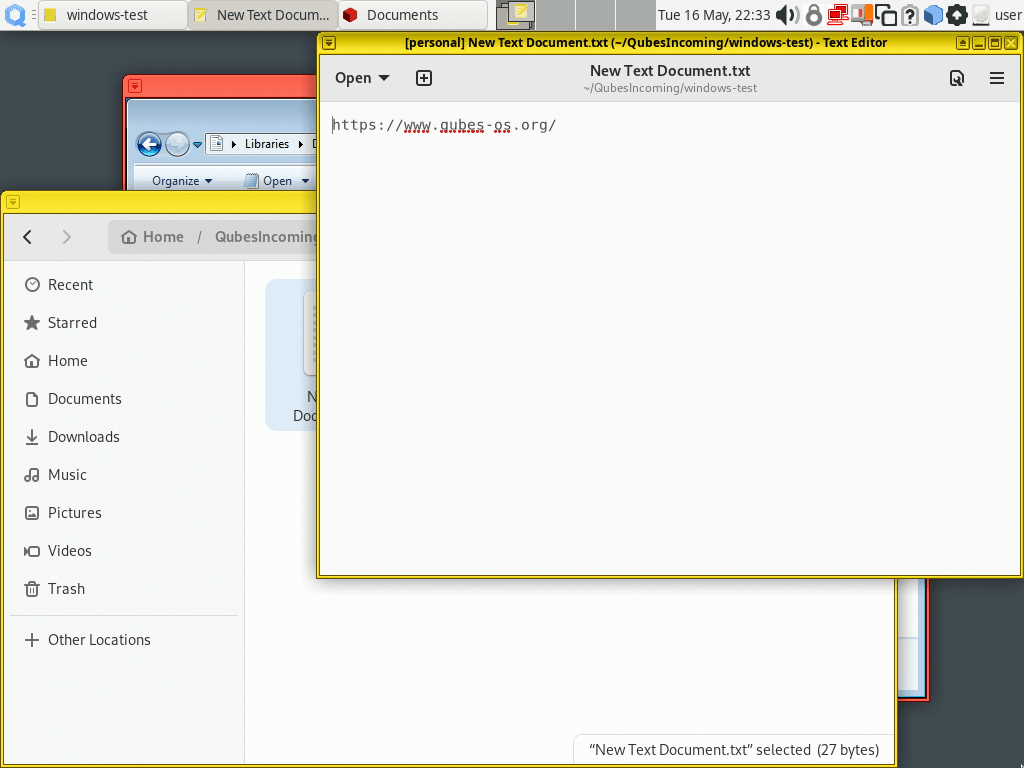 windows-test
New Text Docum...
Documents
Tue 16 May, 22:33
user
[personal] New Text Document.txt (~/QubesIncoming/windows-test) - Text Editor
Open
New Text Document.txt
~/QubesIncoming/windows-test
https://www.qubes-os.org/
Libraries
Organize
Open
Home / QubesIncoming
Recent
Starred
Home
Documents
Downloads
Music
Pictures
Videos
Trash
Other Locations
N
Doc
“New Text Document.txt” selected (27 bytes)